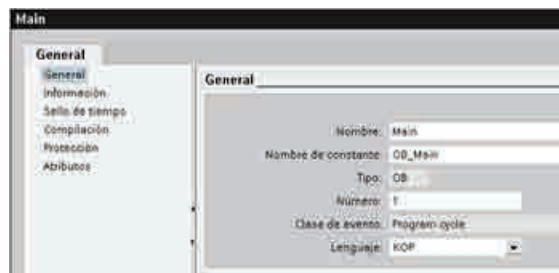 Main
General
General
Información
Sello de tiempo
Compilación
Protección
Atributos
General
Nombre: Main
Nombre de constante: OB_Main
Tipo: OB
Número: 1
Clase de evento: Program cycle
Lenguaje: KOP